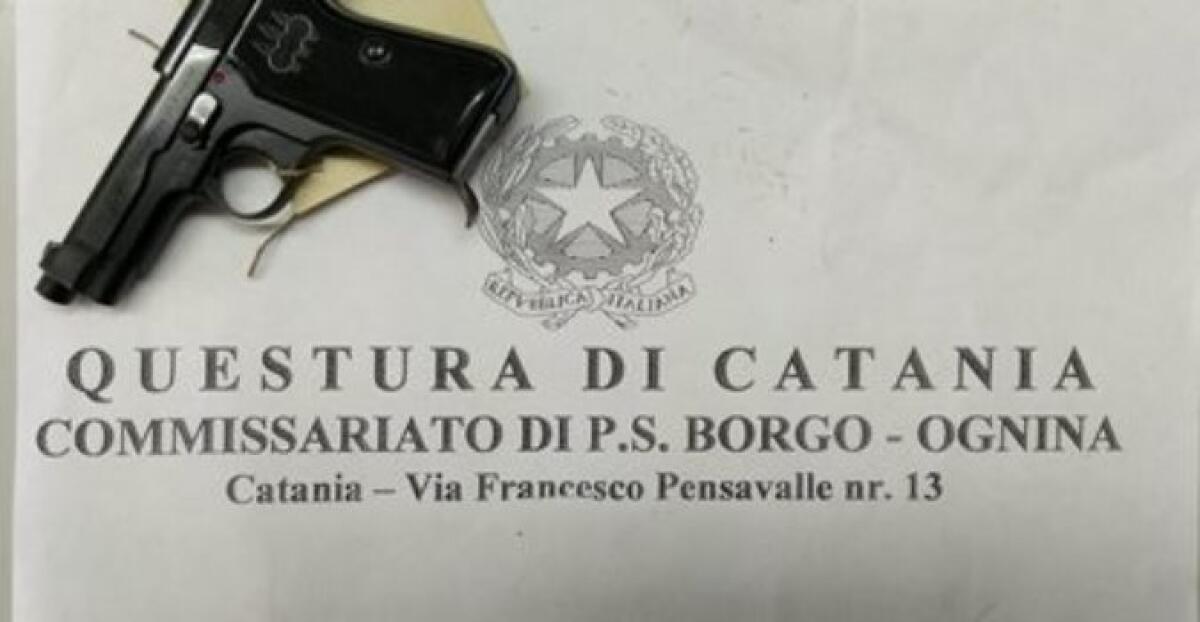 REPVBBLICA ITALIANA
QUESTURA DI CATANIA
COMMISSARIATO DI P.S. BORGO - OGNINA
Catania – Via Francesco Pensavalle nr. 13